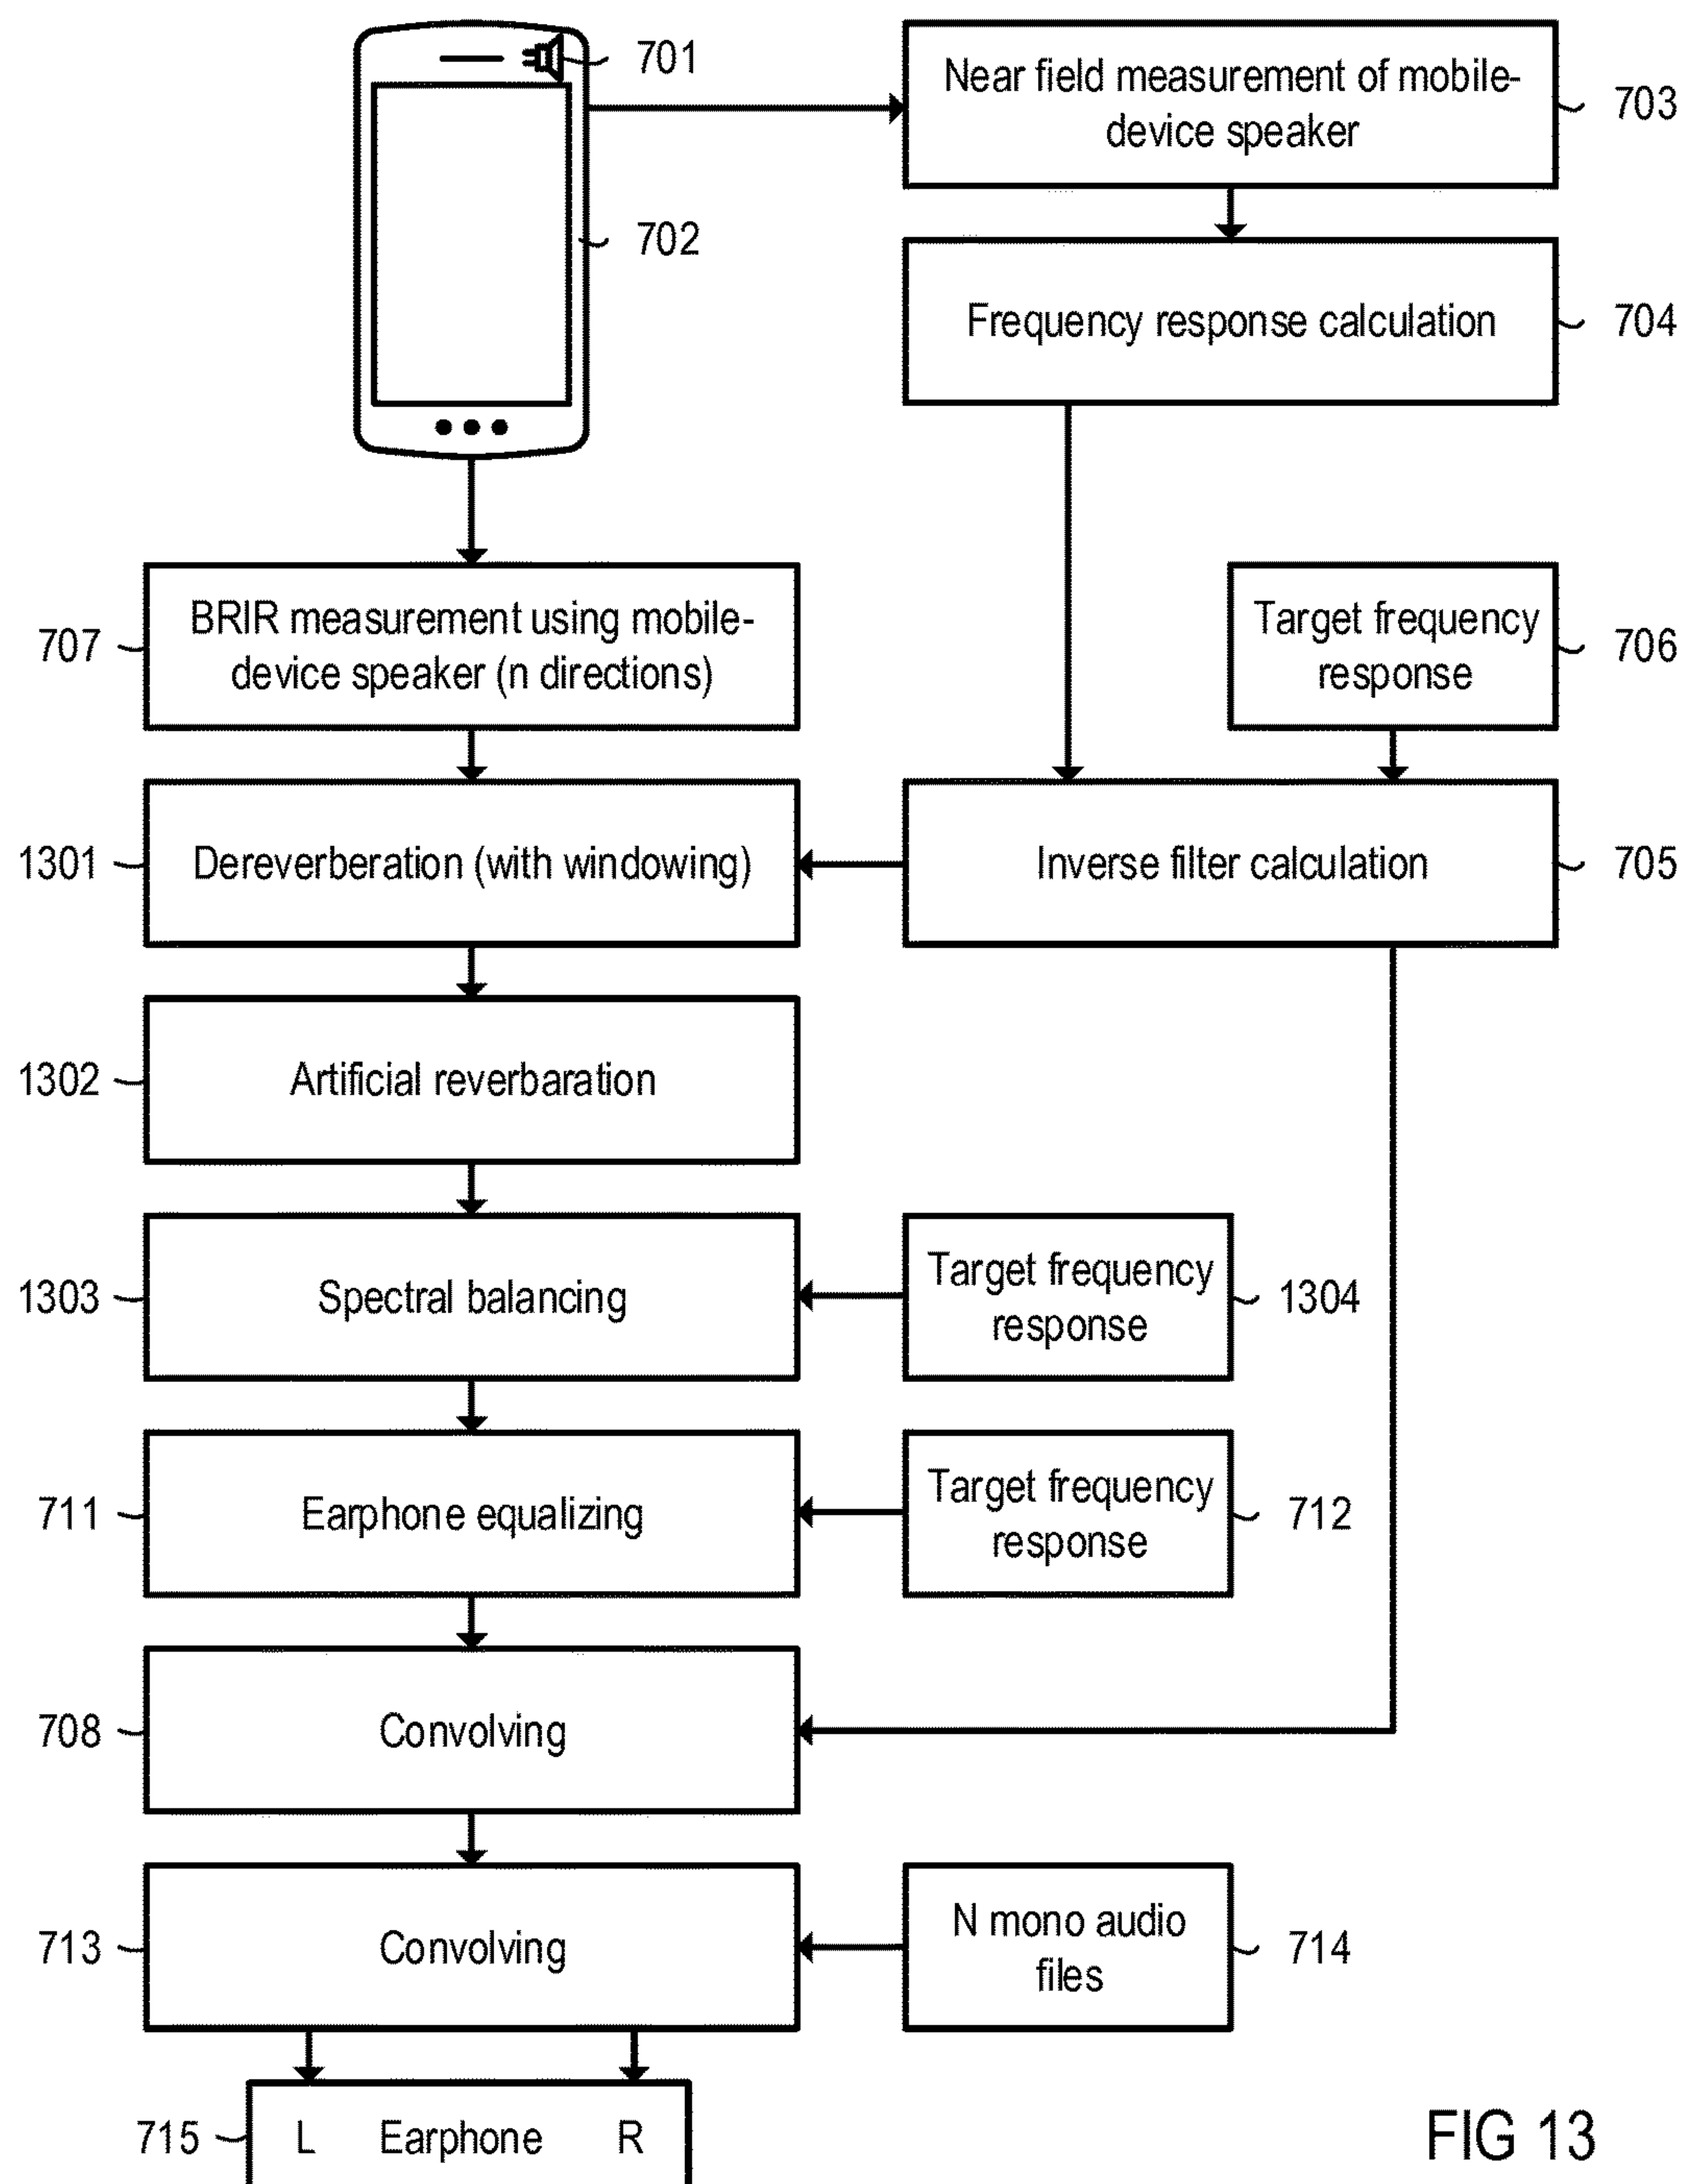 701
Near field measurement of mobile-
device speaker
703
702
Frequency response calculation
704
BRIR measurement using mobile-
device speaker (n directions)
707
Target frequency
response
706
1301
Dereverberation (with windowing)
Inverse filter calculation
705
1302
Artificial reverbaration
1303
Spectral balancing
Target frequency
response
1304
711
Earphone equalizing
Target frequency
response
712
708
Convolving
713
Convolving
N mono audio
files
714
715
L Earphone R
FIG 13